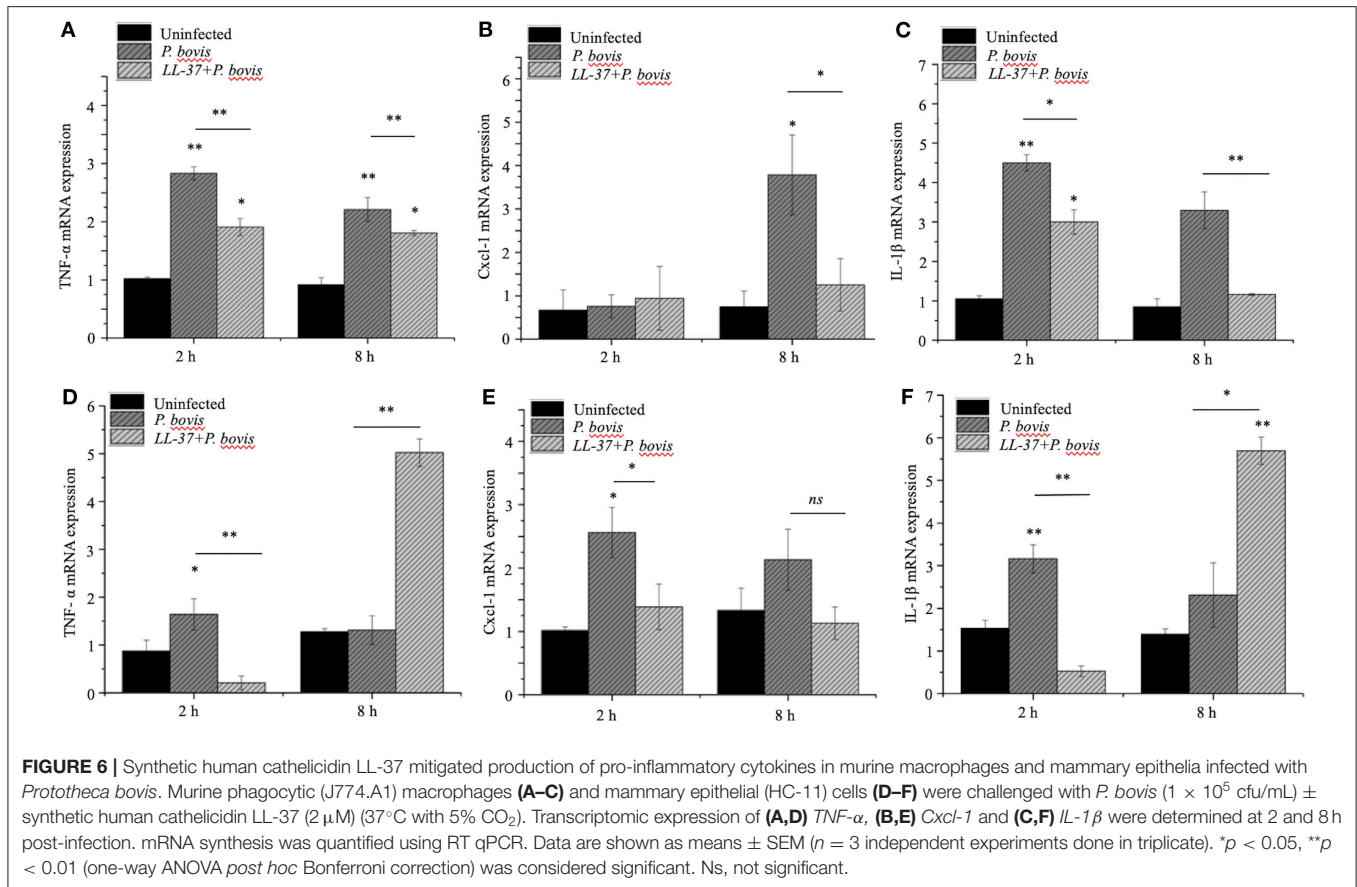 A
Uninfected
P. bovis
LL-37+P. bovis
TNF-α mRNA expression
4
3
2
1
0
**
**
*
**
**
*
2 h
8 h
B
Uninfected
P. bovis
LL-37+P. bovis
Cxcl-1 mRNA expression
6
5
4
3
2
1
0
*
*
2 h
8 h
C
Uninfected
P. bovis
LL-37+P. bovis
IL-1β mRNA expression
7
6
5
4
3
2
1
0
*
**
*
**
2 h
8 h
D
Uninfected
P. bovis
LL-37+P. bovis
TNF- α mRNA expression
6
5
4
3
2
1
0
**
*
**
2 h
8 h
E
Uninfected
P. bovis
LL-37+P. bovis
Cxcl-1 mRNA expression
4
3
2
1
0
*
*
ns
2 h
8 h
F
Uninfected
P. bovis
LL-37+P. bovis
IL-1β mRNA expression
7
6
5
4
3
2
1
0
**
**
*
**
2 h
8 h
FIGURE 6 | Synthetic human cathelicidin LL-37 mitigated production of pro-inflammatory cytokines in murine macrophages and mammary epithelia infected with
Prototheca bovis. Murine phagocytic (J774.A1) macrophages (A–C) and mammary epithelial (HC-11) cells (D–F) were challenged with P. bovis (1 × 10⁵ cfu/mL) ±
synthetic human cathelicidin LL-37 (2 μM) (37°C with 5% CO₂). Transcriptomic expression of (A,D) TNF-α, (B,E) Cxcl-1 and (C,F) IL-1β were determined at 2 and 8 h
post-infection. mRNA synthesis was quantified using RT qPCR. Data are shown as means ± SEM (n = 3 independent experiments done in triplicate). *p < 0.05, **p
< 0.01 (one-way ANOVA post hoc Bonferroni correction) was considered significant. Ns, not significant.